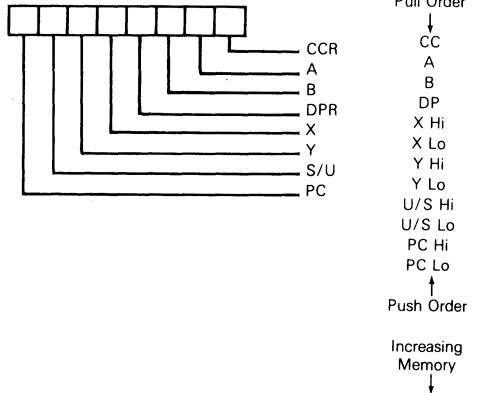 Pull Order
CCR
A
B
DPR
X
Y
S/U
PC
CC
A
B
DP
X Hi
X Lo
Y Hi
Y Lo
U/S Hi
U/S Lo
PC Hi
PC Lo
Push Order
Increasing
Memory